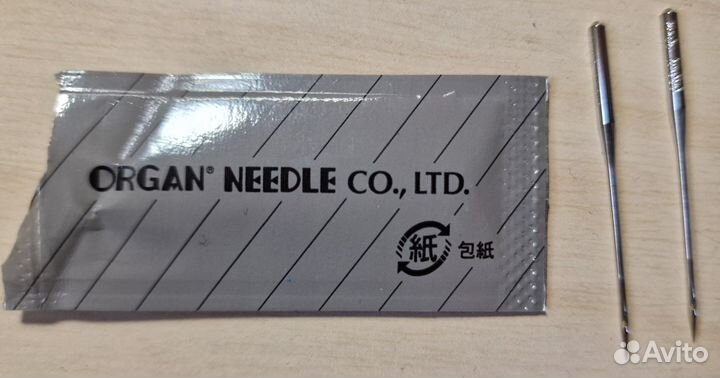 ORGAN® NEEDLE CO., LTD.
紙 包紙
Avito